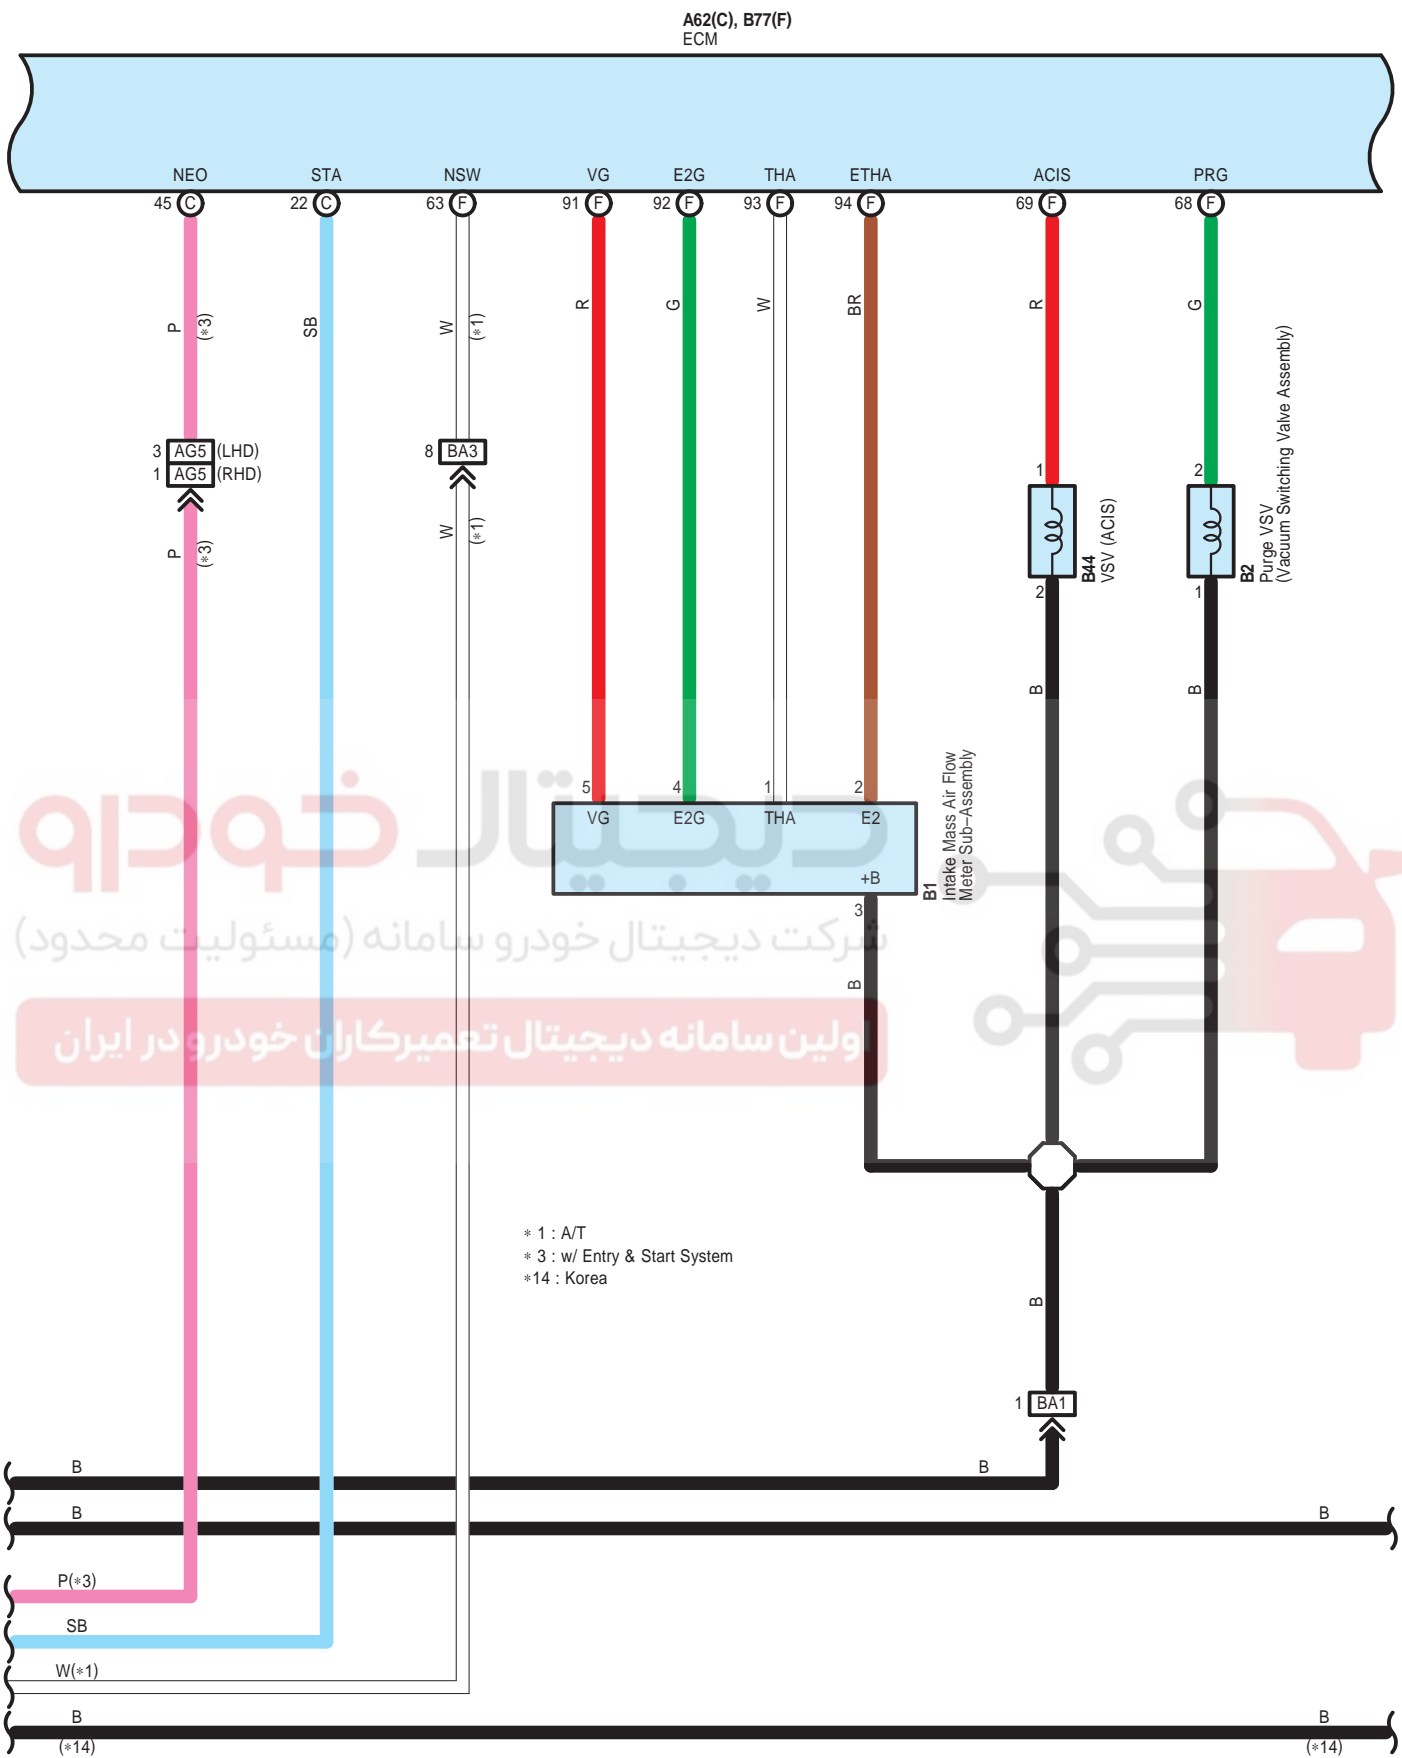 A62(C), B77(F)
ECM
NEO STA NSW VG E2G THA ETHA ACIS PRG
45 C 22 C 63 F 91 F 92 F 93 F 94 F 69 F 68 F
P (*3) SB W (*1) R G W BR R G
3 AG5 (LHD) 8 BA3
1 AG5 (RHD)
P (*3) W (*1)
1 2
B44
VSV (ACIS)
B2
Purge VSV
(Vacuum Switching Valve Assembly)
2 1
B B
5 4 1 2
VG E2G THA E2
+B
B1
Intake Mass Air Flow
Meter Sub–Assembly
3
B
دیجیتال خودرو
شرکت دیجیتال خودرو سامانه (مسئولیت محدود)
اولین سامانه دیجیتال تعمیرکاران خودرو در ایران
* 1 : A/T
* 3 : w/ Entry & Start System
*14 : Korea
B
1 BA1
B B
B B
P(*3)
SB
W(*1)
B B
(*14) (*14)